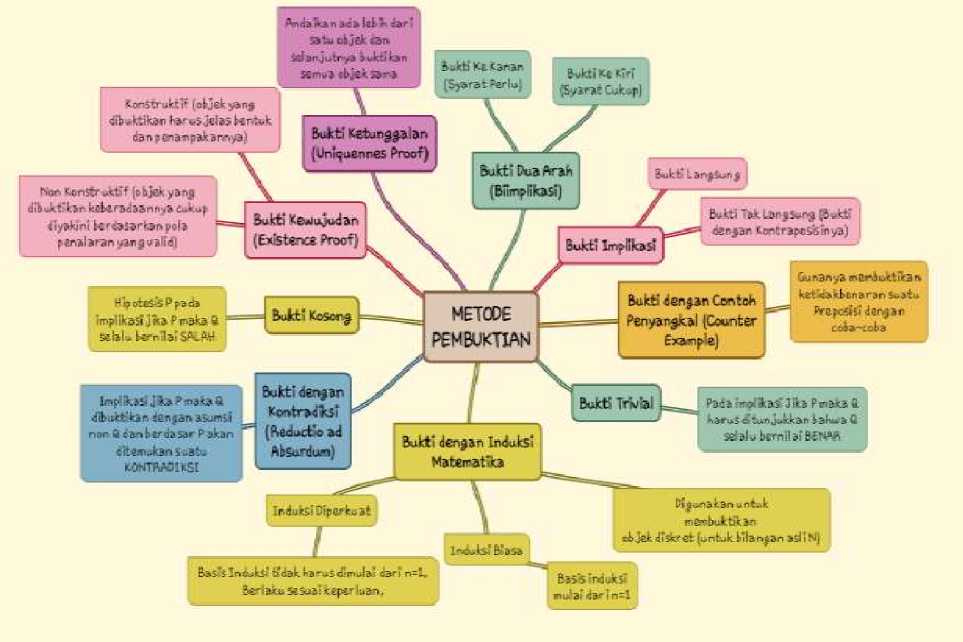 Andaikan ada lebih dari
satu objek dan
selanjutnya buktikan
semua objek sama
Bukti Ke Kanan
(Syarat Perlu)
Bukti Ke Kiri
(Syarat Cukup)
Konstruktif (objek yang
dibuktikan harus jelas bentuk
dan penampakannya)
Bukti Ketunggalan
(Uniquennes Proof)
Bukti Dua Arah
(Biimplikasi)
Bukti Langsung
Non Konstruktif (objek yang
dibuktikan keberadaannya cukup
diyakini berdasarkan pola
penalaran yang valid)
Bukti Kewujudan
(Existence Proof)
Bukti Implikasi
Bukti Tak Langsung (Bukti
dengan Kontraposisinya)
Hipotesis P pada
implikasi jika P maka Q
selalu bernilai SALAH.
Bukti Kosong
METODE
PEMBUKTIAN
Bukti dengan Contoh
Penyangkal (Counter
Example)
Gunanya membuktikan
ketidakbenaran suatu
Preposisi dengan
coba-coba
Implikasi jika P maka Q
dibuktikan dengan asumsi
non Q dan berdasar P akan
ditemukan suatu
KONTRADIKSI
Bukti dengan
Kontradiksi
(Reductio ad
Absurdum)
Bukti Trivial
Pada implikasi Jika P maka Q
harus ditunjukkan bahwa Q
selalu bernilai BENAR
Bukti dengan Induksi
Matematika
Induksi Diperkuat
Induksi Biasa
Digunakan untuk
membuktikan
objek diskret (untuk bilangan asli N)
Basis Induksi tidak harus dimulai dari n=1,
Berlaku sesuai keperluan,
Basis induksi
mulai dari n=1